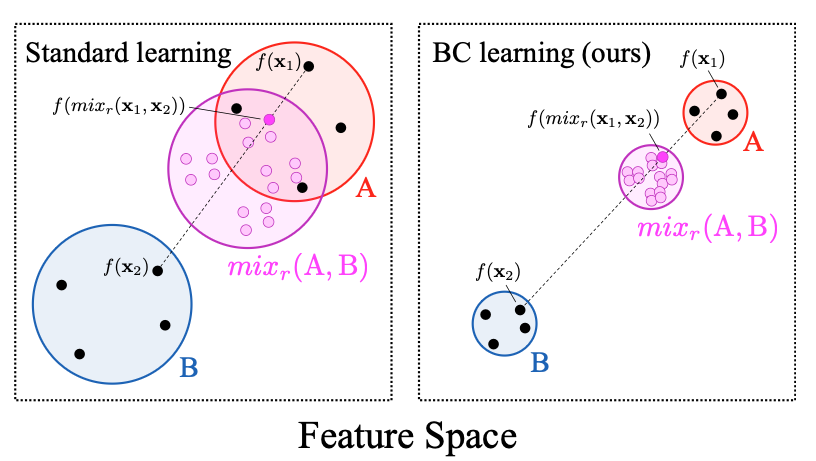 Standard learning
f(x₁)
f(mixᵣ(x₁, x₂))
A
f(x₂)
mixᵣ(A, B)
B
BC learning (ours)
f(x₁)
f(mixᵣ(x₁, x₂))
A
mixᵣ(A, B)
f(x₂)
B
Feature Space